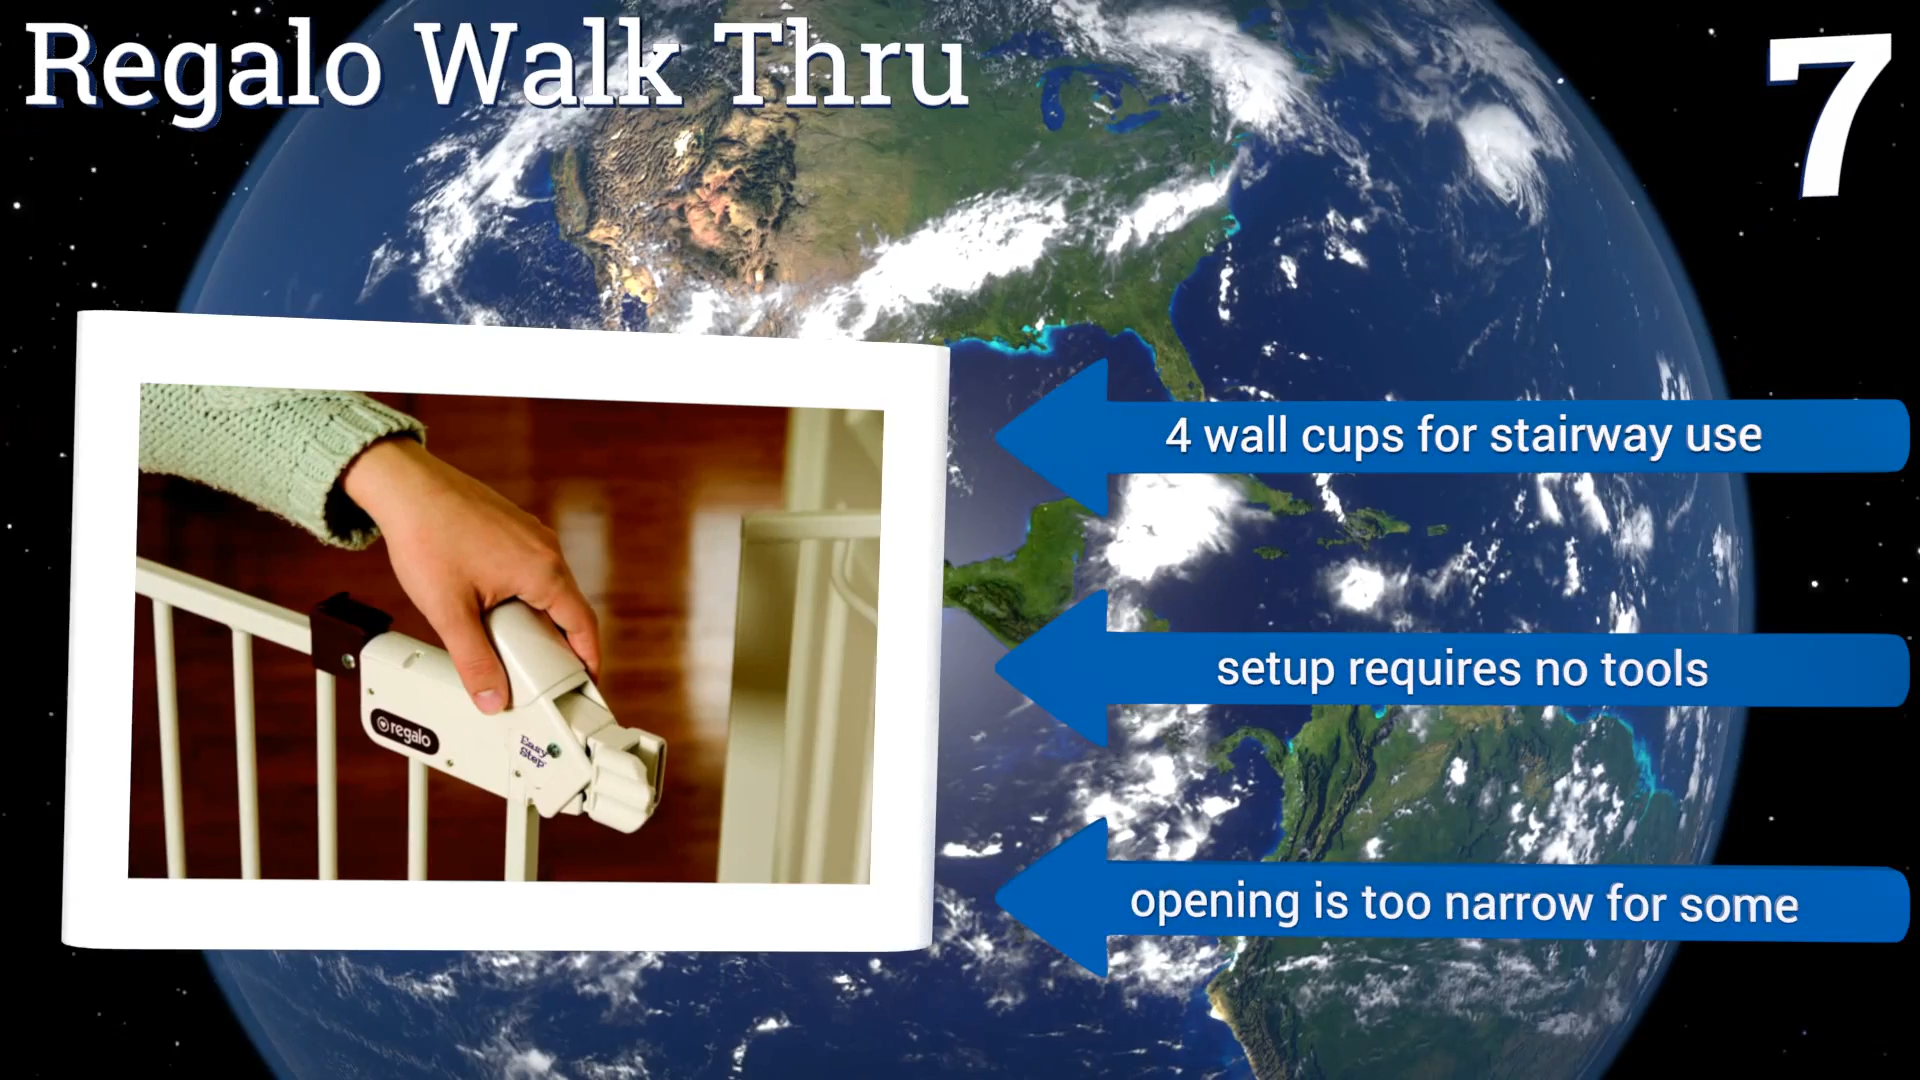 Regalo Walk Thru
7
4 wall cups for stairway use
setup requires no tools
opening is too narrow for some
regalo
Easy
Step